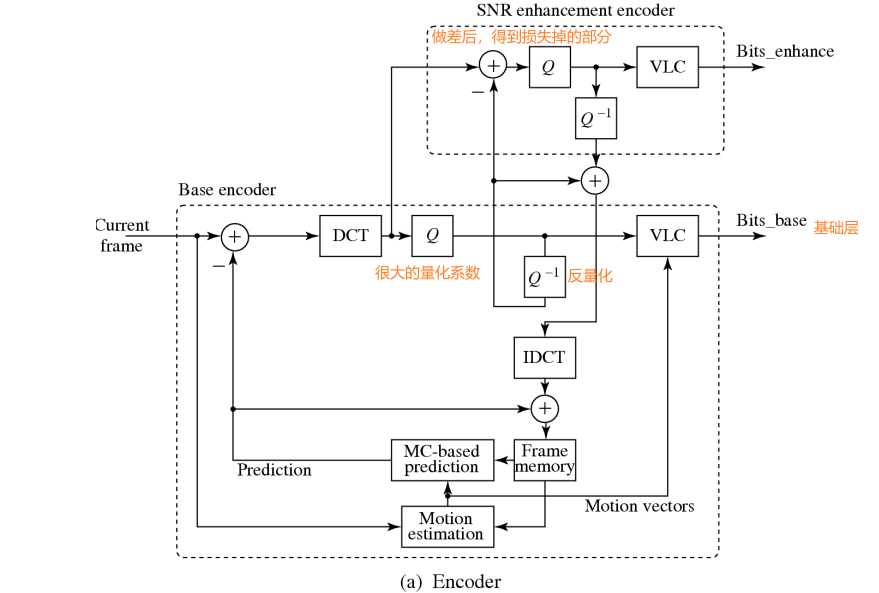 SNR enhancement encoder
做差后，得到损失掉的部分
Bits_enhance
+
Q
VLC
−
Q −1
+
Base encoder
Bits_base
基础层
Current
frame
+
DCT
Q
VLC
−
很大的量化系数
Q −1
反量化
IDCT
+
MC-based
prediction
Frame
memory
Prediction
Motion vectors
Motion
estimation
(a) Encoder